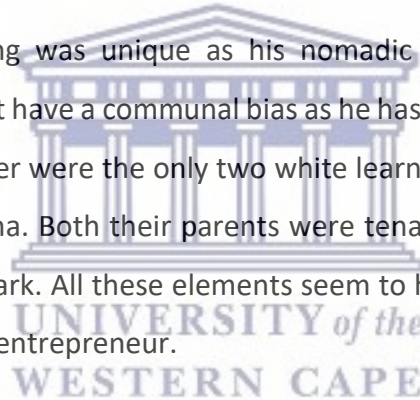 ng was unique as his nomadic
t have a communal bias as he has
er were the only two white learn
na. Both their parents were tena
ark. All these elements seem to h
UNIVERSITY of the
entrepreneur.
WESTERN CAPE